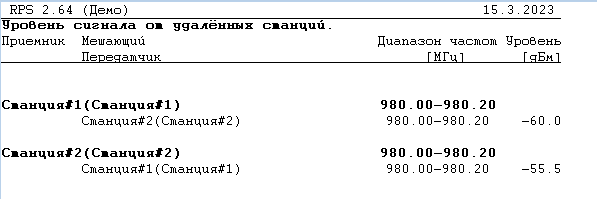 RPS 2.64 (Демо) 15.3.2023
Уровень сигнала от удалённых станций.
Приемник Мешающий Диапазон частот Уровень
Передатчик [МГц] [дБм]
Станция#1(Станция#1) 980.00-980.20
Станция#2(Станция#2) 980.00-980.20 -60.0
Станция#2(Станция#2) 980.00-980.20
Станция#1(Станция#1) 980.00-980.20 -55.5